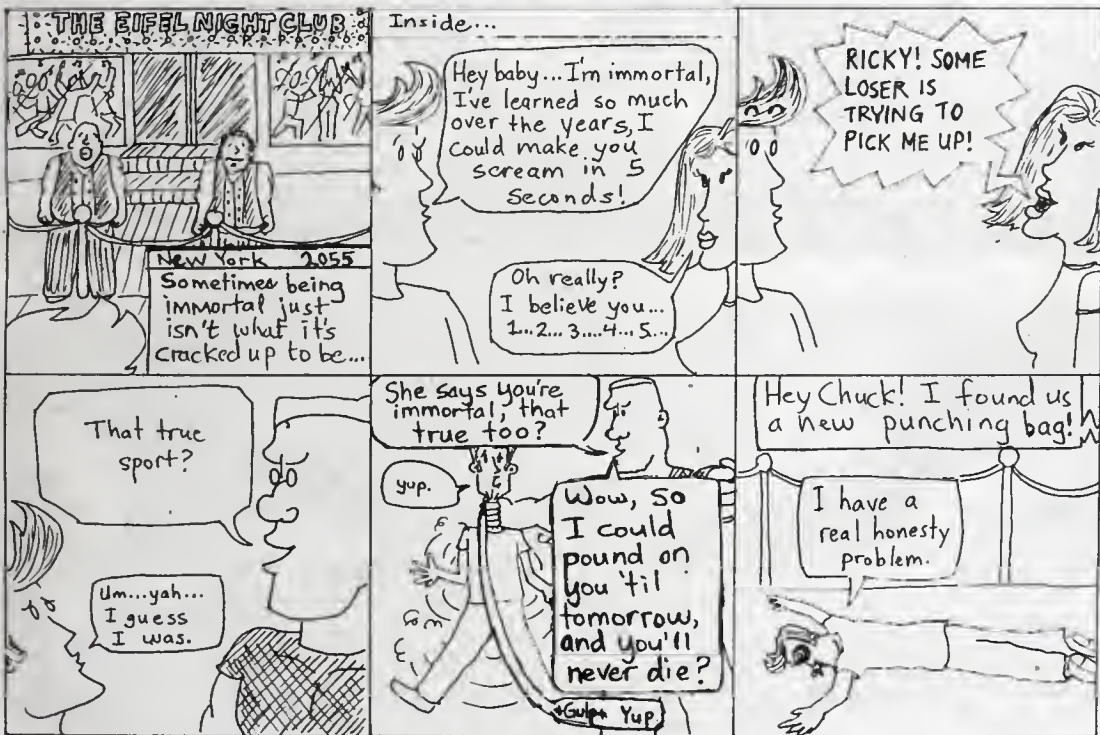 THE EIFEL NIGHT CLUB
New York 2055
Sometimes being
immortal just
isn't what it's
cracked up to be...
Inside...
Hey baby...I'm immortal,
I've learned so much
over the years, I
could make you
scream in 5
seconds!
Oh really?
I believe you...
1...2...3....4...5...
RICKY! SOME
LOSER IS
TRYING TO
PICK ME UP!
That true
sport?
Um...yah...
I guess
I was.
She says you're
immortal, that
true too?
yup.
Wow, so
I could
pound on
you 'til
tomorrow,
and you'll
never die?
*Gulp* Yup
Hey Chuck! I found us
a new punching bag!
I have a
real honesty
problem.